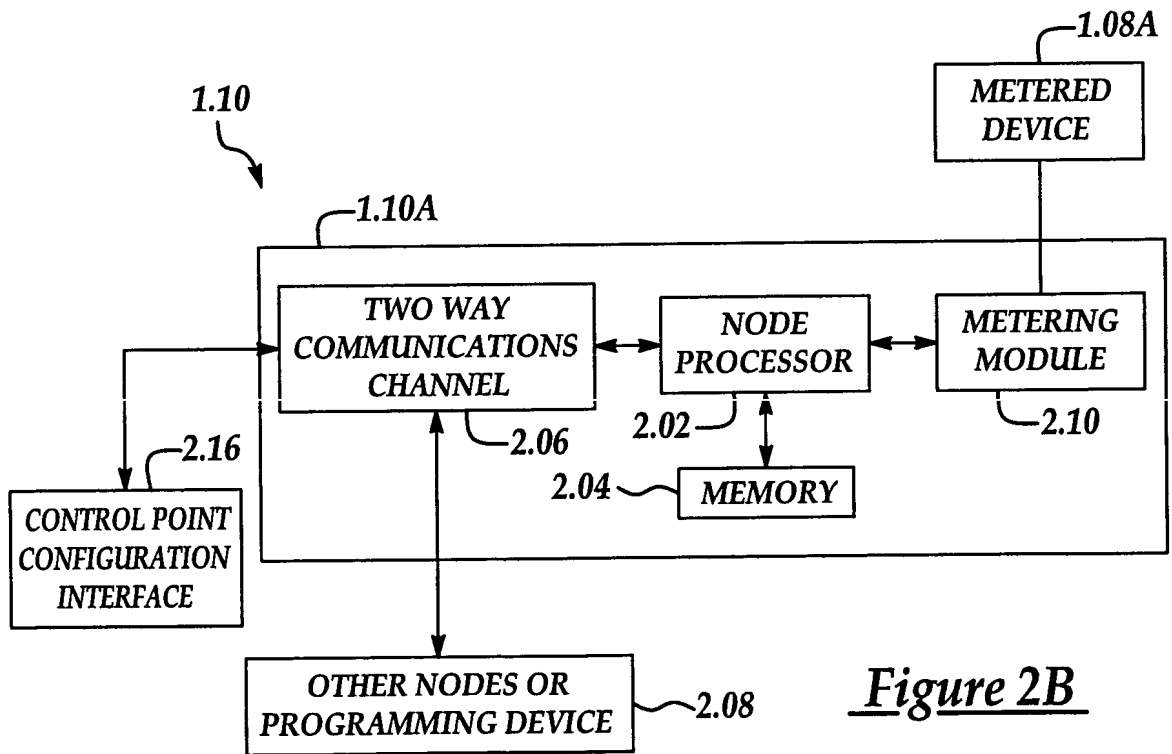 1.08A
METERED
DEVICE
1.10
1.10A
TWO WAY
COMMUNICATIONS
CHANNEL
NODE
PROCESSOR
METERING
MODULE
2.06
2.02
2.10
2.16
2.04
MEMORY
CONTROL POINT
CONFIGURATION
INTERFACE
OTHER NODES OR
PROGRAMMING DEVICE
2.08
Figure 2B